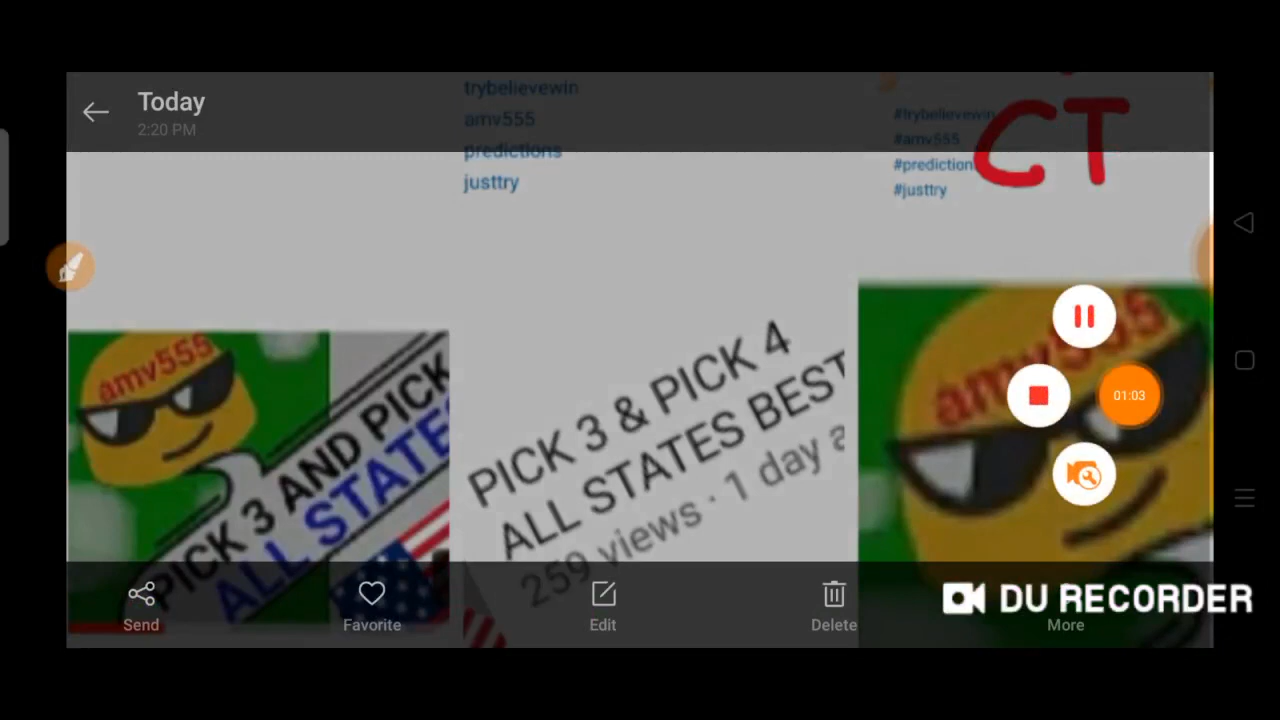 Today
2:20 PM
trybelievewin
amv555
predictions
justtry
#trybelievewin
#amv555
#prediction
#justtry
CT
amv555
PICK 3 AND PICK
ALL STATES
PICK 3 & PICK 4
ALL STATES BEST
259 views · 1 day a
amv555
01:03
DU RECORDER
Send
Favorite
Edit
Delete
More